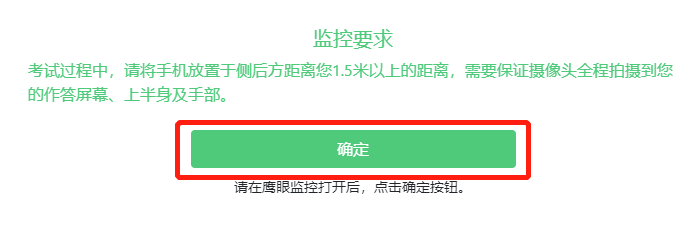 监控要求
考试过程中，请将手机放置于侧后方距离您1.5米以上的距离，需要保证摄像头全程拍摄到您
的作答屏幕、上半身及手部。
确定
请在鹰眼监控打开后，点击确定按钮。